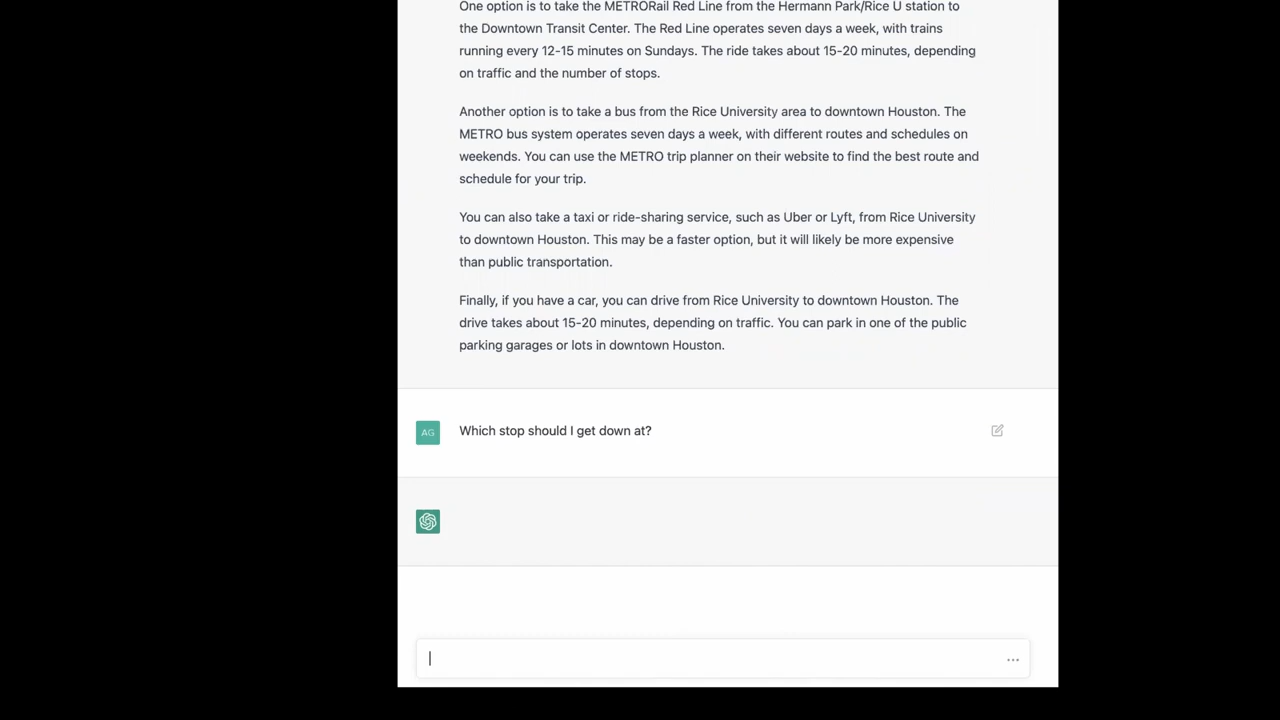 One option is to take the METRORail Red Line from the Hermann Park/Rice U station to
the Downtown Transit Center. The Red Line operates seven days a week, with trains
running every 12-15 minutes on Sundays. The ride takes about 15-20 minutes, depending
on traffic and the number of stops.
Another option is to take a bus from the Rice University area to downtown Houston. The
METRO bus system operates seven days a week, with different routes and schedules on
weekends. You can use the METRO trip planner on their website to find the best route and
schedule for your trip.
You can also take a taxi or ride-sharing service, such as Uber or Lyft, from Rice University
to downtown Houston. This may be a faster option, but it will likely be more expensive
than public transportation.
Finally, if you have a car, you can drive from Rice University to downtown Houston. The
drive takes about 15-20 minutes, depending on traffic. You can park in one of the public
parking garages or lots in downtown Houston.
AG
Which stop should I get down at?